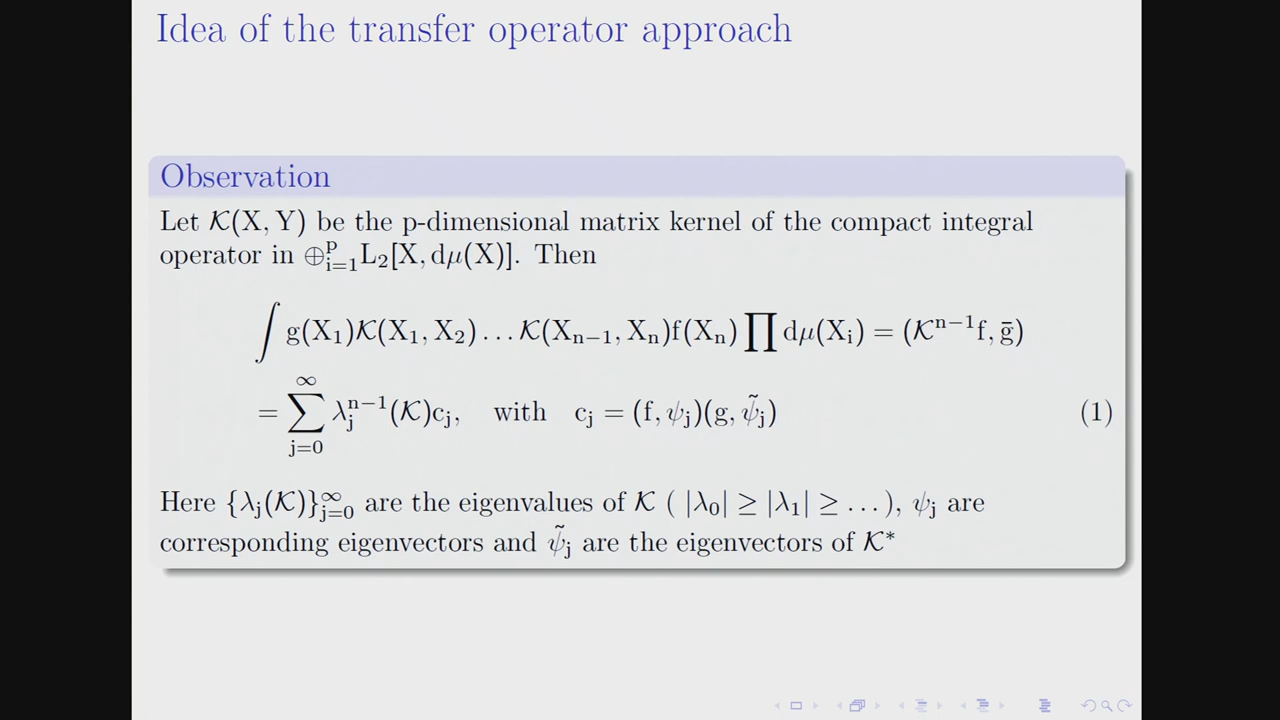 Idea of the transfer operator approach
Observation
Let 𝒦(X, Y) be the p-dimensional matrix kernel of the compact integral
operator in ⊕ᵖᵢ₌₁L₂[X, dμ(X)]. Then
∫ g(X₁)𝒦(X₁, X₂) . . . 𝒦(Xₙ₋₁, Xₙ)f(Xₙ) ∏ dμ(Xᵢ) = (𝒦ⁿ⁻¹f, ḡ)
= ∑_{j=0}^{∞} λⱼⁿ⁻¹(𝒦)cⱼ, with cⱼ = (f, ψⱼ)(g, ψ̃ⱼ) (1)
Here {λⱼ(𝒦)}_{j=0}^{∞} are the eigenvalues of 𝒦 ( |λ₀| ≥ |λ₁| ≥ . . . ), ψⱼ are
corresponding eigenvectors and ψ̃ⱼ are the eigenvectors of 𝒦*